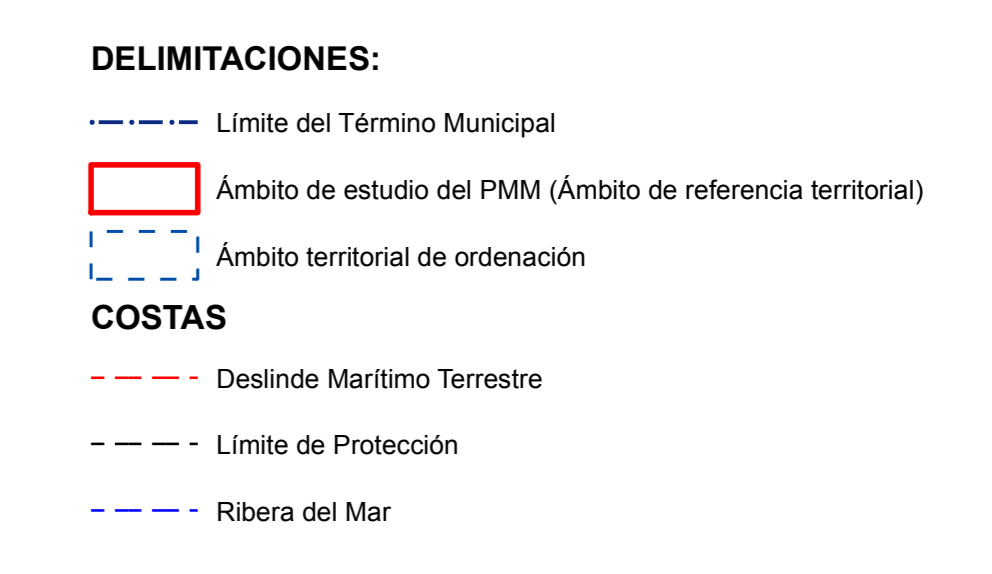 DELIMITACIONES:
Límite del Término Municipal
Ámbito de estudio del PMM (Ámbito de referencia territorial)
Ámbito territorial de ordenación
COSTAS
Deslinde Marítimo Terrestre
Límite de Protección
Ribera del Mar